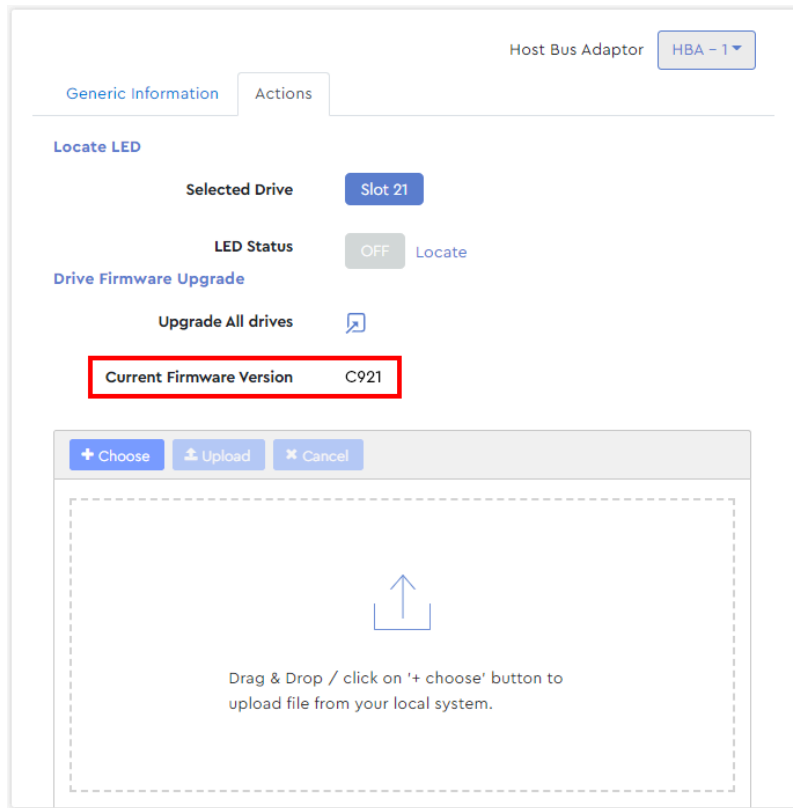 Host Bus Adaptor HBA - 1
Generic Information Actions
Locate LED
Selected Drive Slot 21
LED Status OFF Locate
Drive Firmware Upgrade
Upgrade All drives
Current Firmware Version C921
+ Choose Upload Cancel
Drag & Drop / click on '+ choose' button to
upload file from your local system.